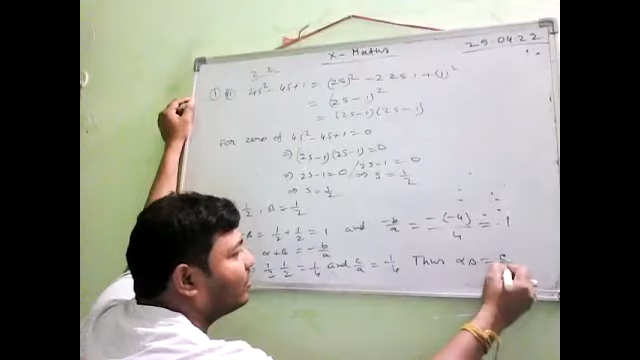 X - Maths
29.04.22
2.2.
① (ii) 4s² - 4s + 1 = (2s)² - 2 2s 1 + (1)²
= (2s - 1)²
= (2s - 1) (2s - 1)
For zero of 4s² - 4s + 1 = 0
⇒ (2s - 1) (2s - 1) = 0
⇒ 2s - 1 = 0 / 2s - 1 = 0
⇒ s = 1/2 ⇒ s = 1/2
1/2, β = 1/2
β = 1/2 + 1/2 = 1 and -b/a = -(-4)/4 = 1
α + β = -b/a
= 1/2 1/2 = 1/4 and c/a = 1/4 Thus αβ = c